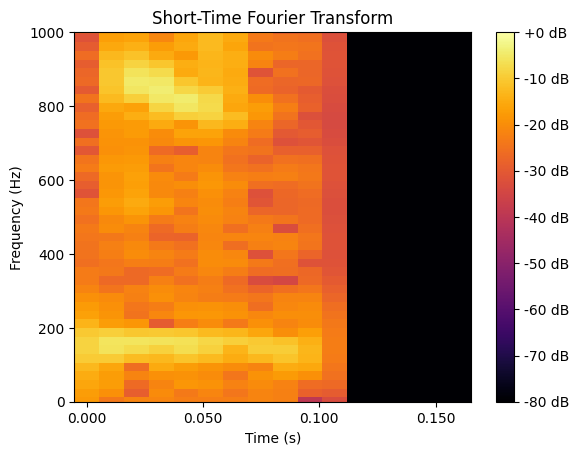 Short-Time Fourier Transform
Frequency (Hz)
1000
800
600
400
200
0
0.000
0.050
0.100
0.150
Time (s)
+0 dB
-10 dB
-20 dB
-30 dB
-40 dB
-50 dB
-60 dB
-70 dB
-80 dB